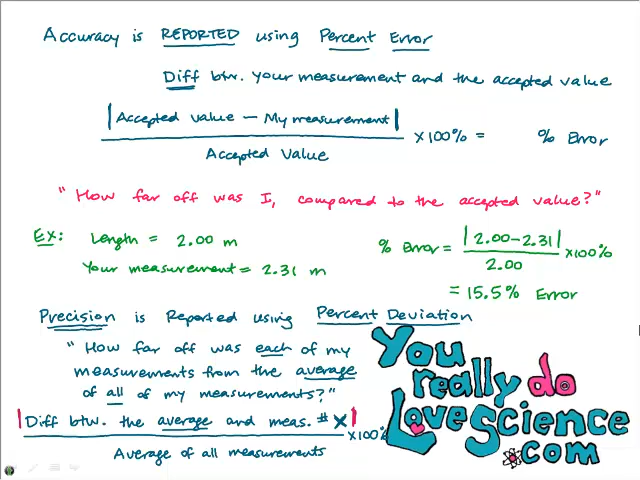 Accuracy is REPORTED using Percent Error
Diff btw. Your measurement and the accepted value
|Accepted value – My measurement| / Accepted Value ×100% = % Error
"How far off was I, compared to the accepted value?"
Ex: Length = 2.00 m
Your measurement = 2.31 m
% Error = |2.00-2.31| / 2.00 ×100%
= 15.5% Error
Precision is Reported using Percent Deviation
"How far off was each of my
measurements from the average
of all of my measurements?"
|Diff btw. the average and meas. # X| / Average of all measurements ×100%
You
really do
Love Science
.com